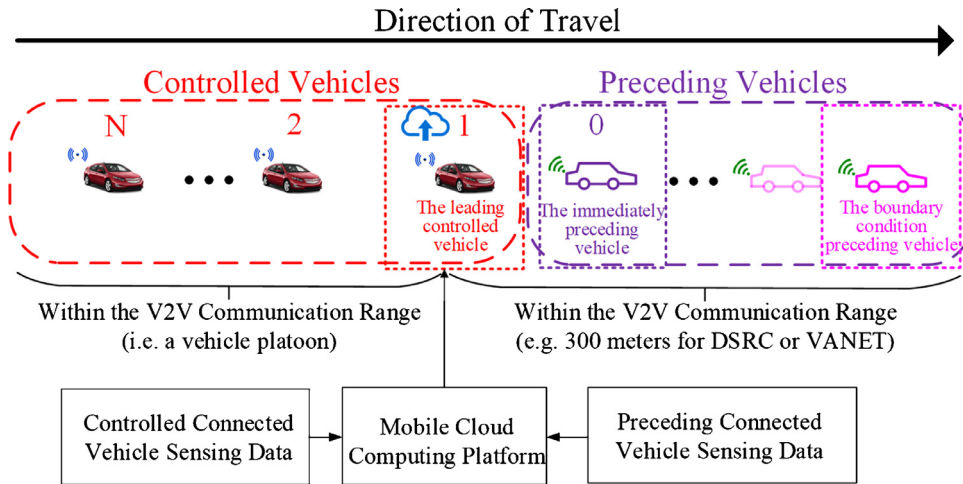 Direction of Travel
Controlled Vehicles
Preceding Vehicles
N
2
1
0
The leading
controlled
vehicle
The immediately
preceding
vehicle
The boundary
condition
preceding vehicle
Within the V2V Communication Range
(i.e. a vehicle platoon)
Within the V2V Communication Range
(e.g. 300 meters for DSRC or VANET)
Controlled Connected
Vehicle Sensing Data
Mobile Cloud
Computing Platform
Preceding Connected
Vehicle Sensing Data